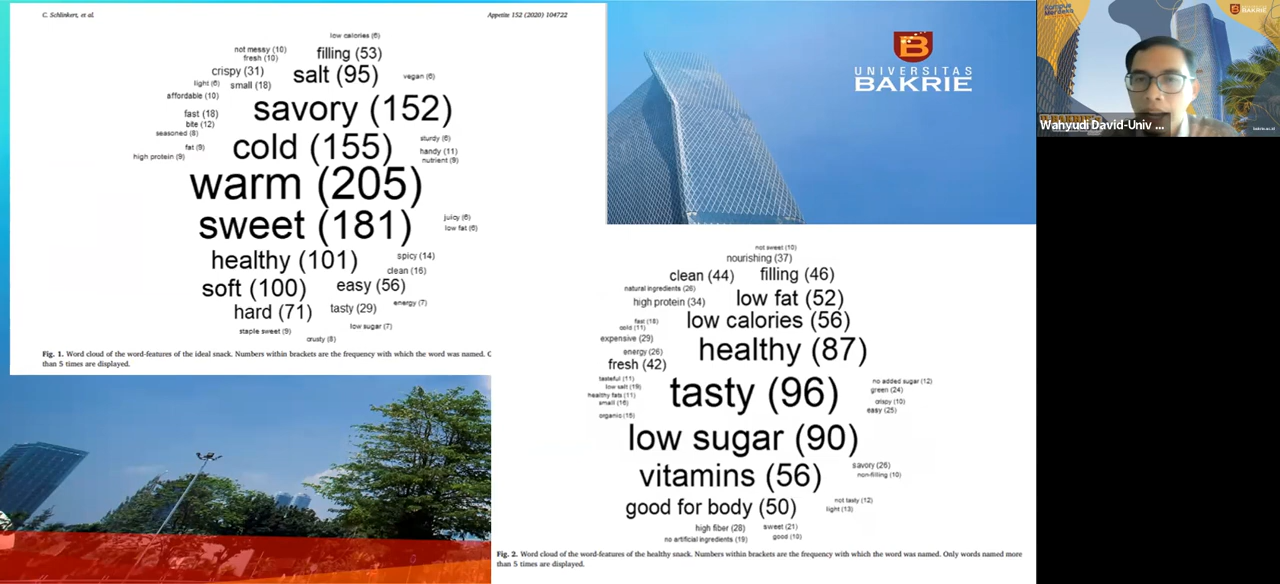 C. Schlinkert, et al.
Appetite 152 (2020) 104722
low calories (6)
not messy (10)
filling (53)
fresh (10)
crispy (31)
salt (95)
vegan (6)
light (6)
small (18)
affordable (10)
savory (152)
fast (18)
bite (12)
seasoned (8)
cold (155)
sturdy (6)
fat (9)
handy (11)
high protein (9)
nutrient (9)
warm (205)
sweet (181)
juicy (6)
low fat (6)
healthy (101)
spicy (14)
clean (16)
soft (100)
easy (56)
hard (71)
tasty (29)
energy (7)
staple sweet (9)
low sugar (7)
crusty (8)
Fig. 1. Word cloud of the word-features of the ideal snack. Numbers within brackets are the frequency with which the word was named. C
than 5 times are displayed.
UNIVERSITAS
BAKRIE
Kampus
Merdeka
BAKRIE
Wahyudi David-Univ ...
bakrie.ac.id
not sweet (10)
nourishing (37)
clean (44)
filling (46)
natural ingredients (26)
high protein (34)
low fat (52)
fast (18)
low calories (56)
cold (11)
expensive (29)
healthy (87)
energy (26)
fresh (42)
tasteful (11)
tasty (96)
no added sugar (12)
low salt (19)
green (24)
healthy fats (11)
small (16)
crispy (10)
easy (25)
organic (15)
low sugar (90)
vitamins (56)
savory (26)
non-filling (10)
good for body (50)
not tasty (12)
light (13)
high fiber (28)
sweet (21)
no artificial ingredients (19)
good (10)
Fig. 2. Word cloud of the word-features of the healthy snack. Numbers within brackets are the frequency with which the word was named. Only words named more
than 5 times are displayed.